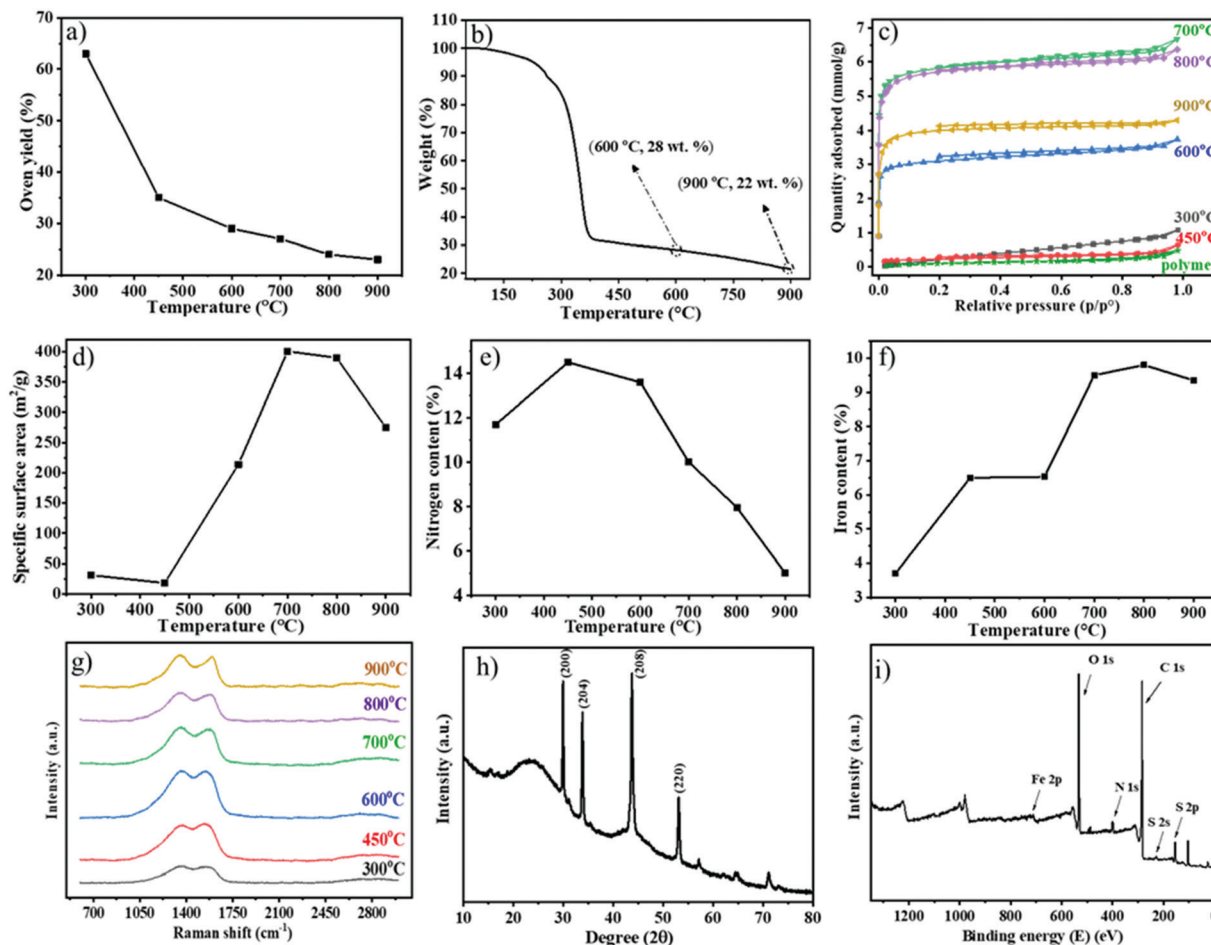 a)
70
60
50
40
30
20
Oven yield (%)
300 400 500 600 700 800 900
Temperature (°C)
b)
110
100
90
80
70
60
50
40
30
20
Weight (%)
(600 °C, 28 wt. %)
(900 °C, 22 wt. %)
150 300 450 600 750 900
Temperature (°C)
c)
7
6
5
4
3
2
1
0
Quantity adsorbed (mmol/g)
700°C
800°C
900°C
600°C
300°C
450°C
polymer
0.0 0.2 0.4 0.6 0.8 1.0
Relative pressure (p/p°)
d)
400
350
300
250
200
150
100
50
0
Specific surface area (m²/g)
300 400 500 600 700 800 900
Temperature (°C)
e)
14
12
10
8
6
4
Nitrogen content (%)
300 400 500 600 700 800 900
Temperature (°C)
f)
10
9
8
7
6
5
4
3
Iron content (%)
300 400 500 600 700 800 900
Temperature (°C)
g)
Intensity (a.u.)
900°C
800°C
700°C
600°C
450°C
300°C
700 1050 1400 1750 2100 2450 2800
Raman shift (cm⁻¹)
h)
Intensity (a.u.)
(200)
(204)
(208)
(220)
10 20 30 40 50 60 70 80
Degree (2θ)
i)
Intensity (a.u.)
O 1s
C 1s
Fe 2p
N 1s
S 2s
S 2p
1200 1000 800 600 400 200 0
Binding energy (E) (eV)